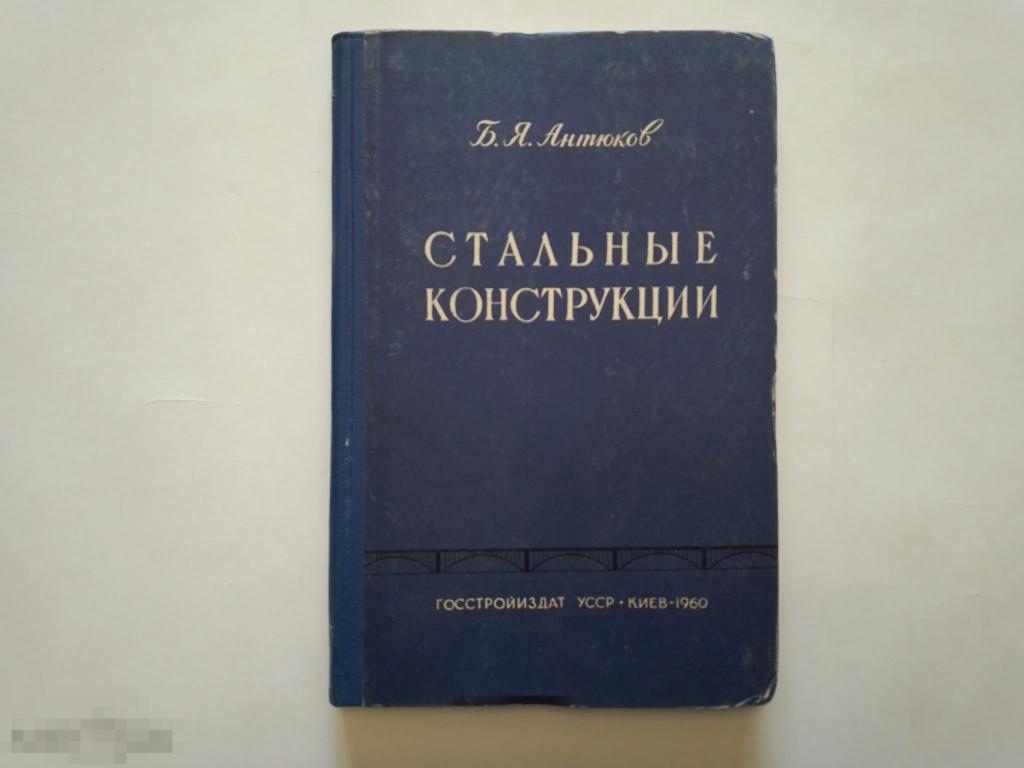 Б. Я. Антюков
СТАЛЬНЫЕ
КОНСТРУКЦИИ
ГОССТРОЙИЗДАТ УССР • КИЕВ-1960